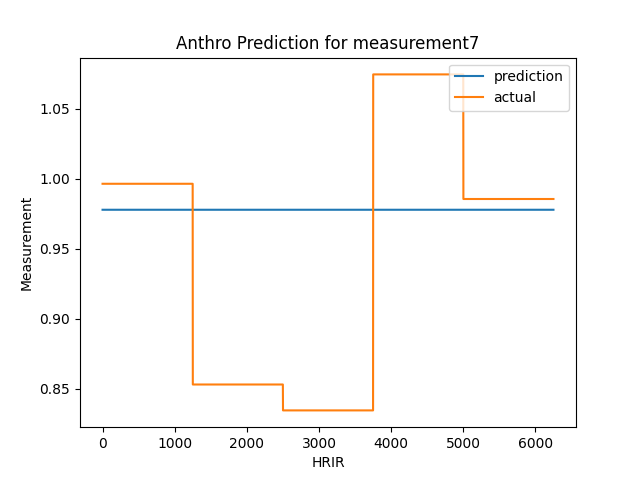 Anthro Prediction for measurement7
prediction
actual
1.05
1.00
0.95
0.90
0.85
Measurement
0 1000 2000 3000 4000 5000 6000
HRIR